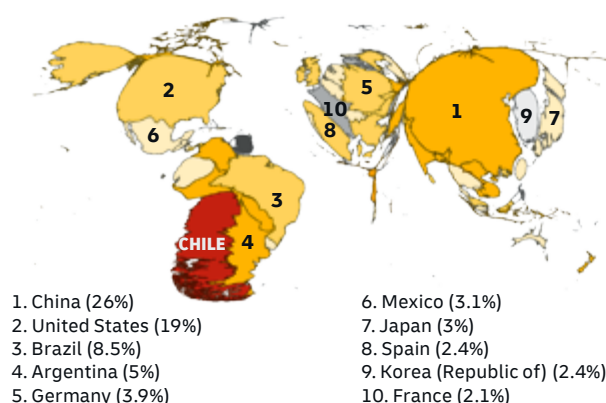 2
1
5
10
9
7
6
8
3
CHILE
4
1. China (26%)
2. United States (19%)
3. Brazil (8.5%)
4. Argentina (5%)
5. Germany (3.9%)
6. Mexico (3.1%)
7. Japan (3%)
8. Spain (2.4%)
9. Korea (Republic of) (2.4%)
10. France (2.1%)